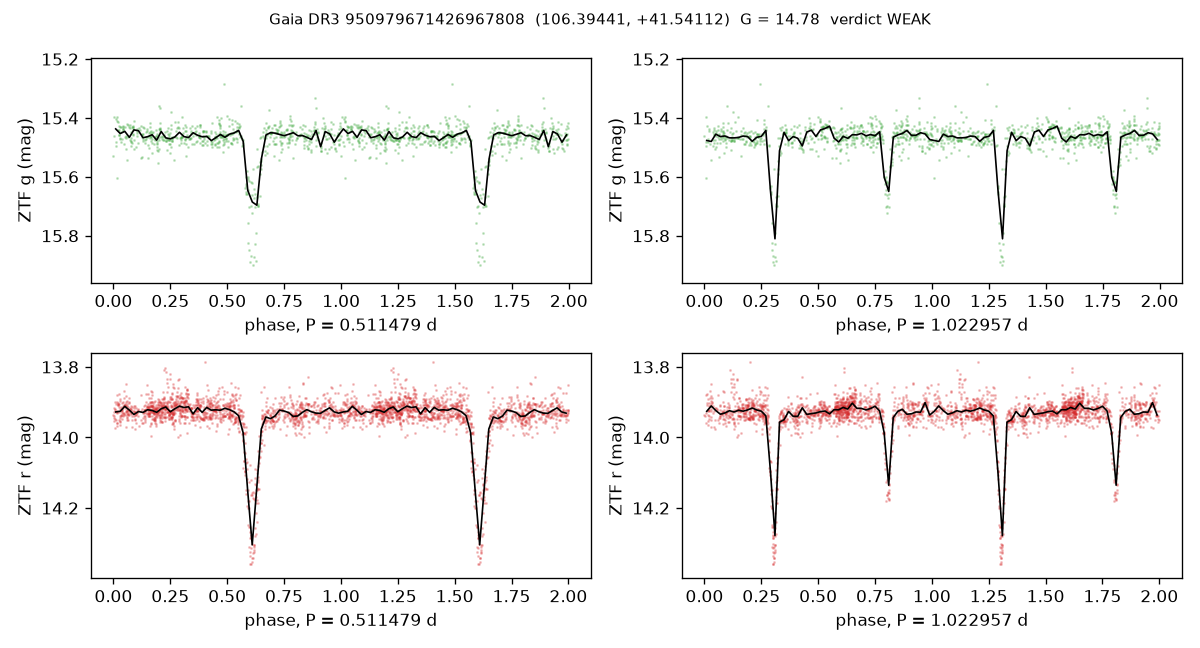 Gaia DR3 950979671426967808 (106.39441, +41.54112) G = 14.78 verdict WEAK
ZTF g (mag)
15.2
15.4
15.6
15.8
0.00 0.25 0.50 0.75 1.00 1.25 1.50 1.75 2.00
phase, P = 0.511479 d
ZTF g (mag)
15.2
15.4
15.6
15.8
0.00 0.25 0.50 0.75 1.00 1.25 1.50 1.75 2.00
phase, P = 1.022957 d
ZTF r (mag)
13.8
14.0
14.2
0.00 0.25 0.50 0.75 1.00 1.25 1.50 1.75 2.00
phase, P = 0.511479 d
ZTF r (mag)
13.8
14.0
14.2
0.00 0.25 0.50 0.75 1.00 1.25 1.50 1.75 2.00
phase, P = 1.022957 d